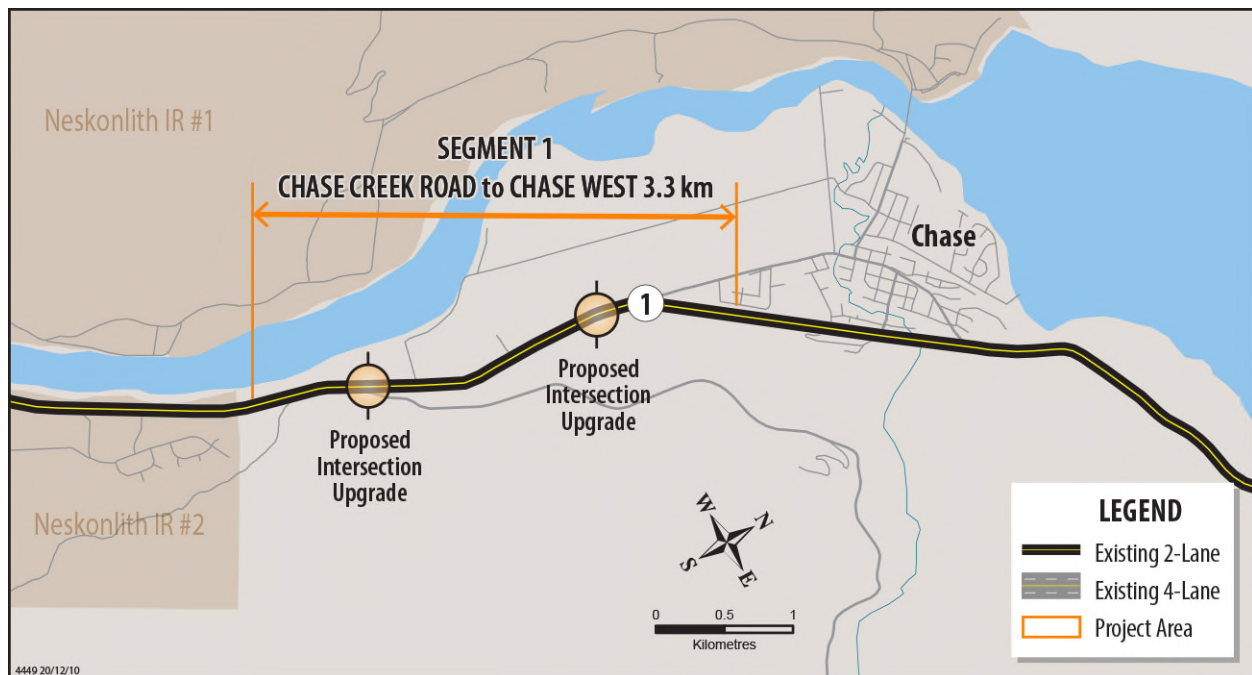 Neskonlith IR #1
SEGMENT 1
CHASE CREEK ROAD to CHASE WEST 3.3 km
Chase
1
Proposed
Intersection
Upgrade
Proposed
Intersection
Upgrade
Neskonlith IR #2
W
N
S
E
0 0.5 1
Kilometres
LEGEND
Existing 2-Lane
Existing 4-Lane
Project Area
4449 20/12/10